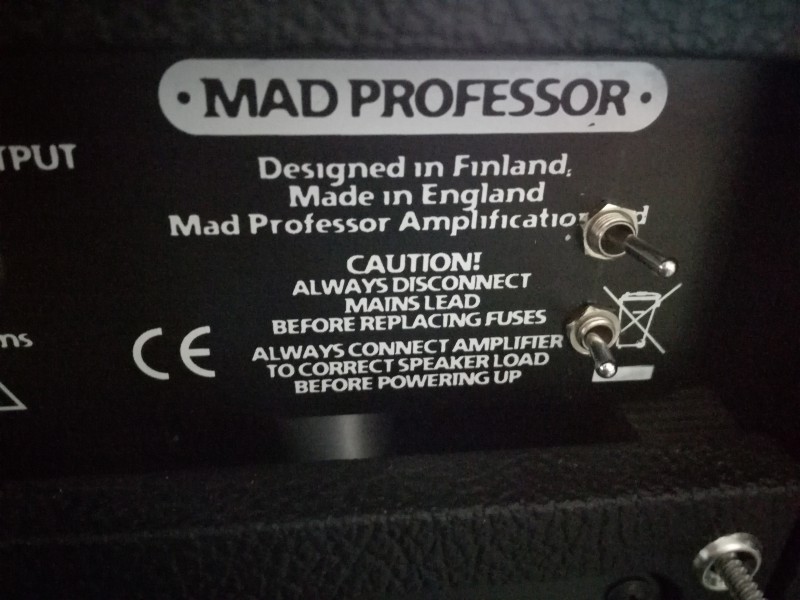 · MAD PROFESSOR ·
TPUT
Designed in Finland,
Made in England
Mad Professor Amplification
CAUTION!
ALWAYS DISCONNECT
MAINS LEAD
BEFORE REPLACING FUSES
ms
CE
ALWAYS CONNECT AMPLIFIER
TO CORRECT SPEAKER LOAD
BEFORE POWERING UP